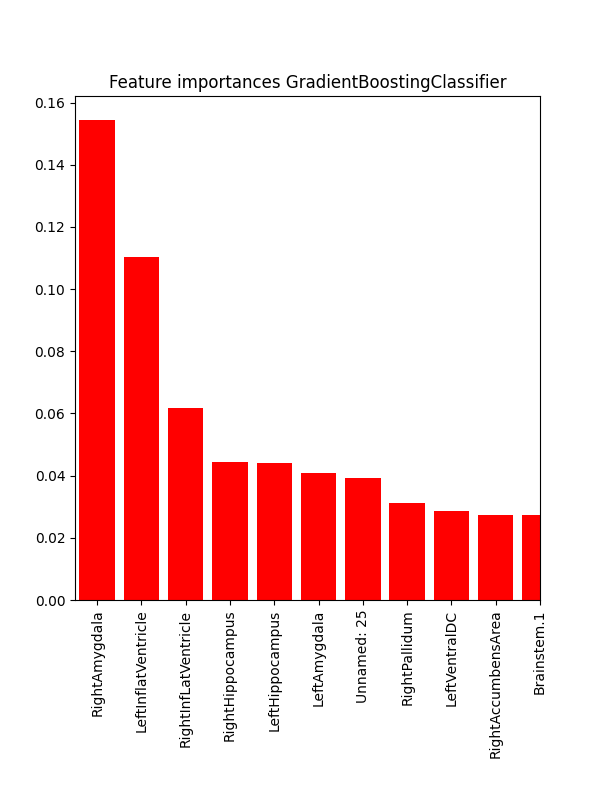 Feature importances GradientBoostingClassifier
0.16
0.14
0.12
0.10
0.08
0.06
0.04
0.02
0.00
RightAmygdala
LeftInflatVentricle
RightInfLatVentricle
RightHippocampus
LeftHippocampus
LeftAmygdala
Unnamed: 25
RightPallidum
LeftVentralDC
RightAccumbensArea
Brainstem.1